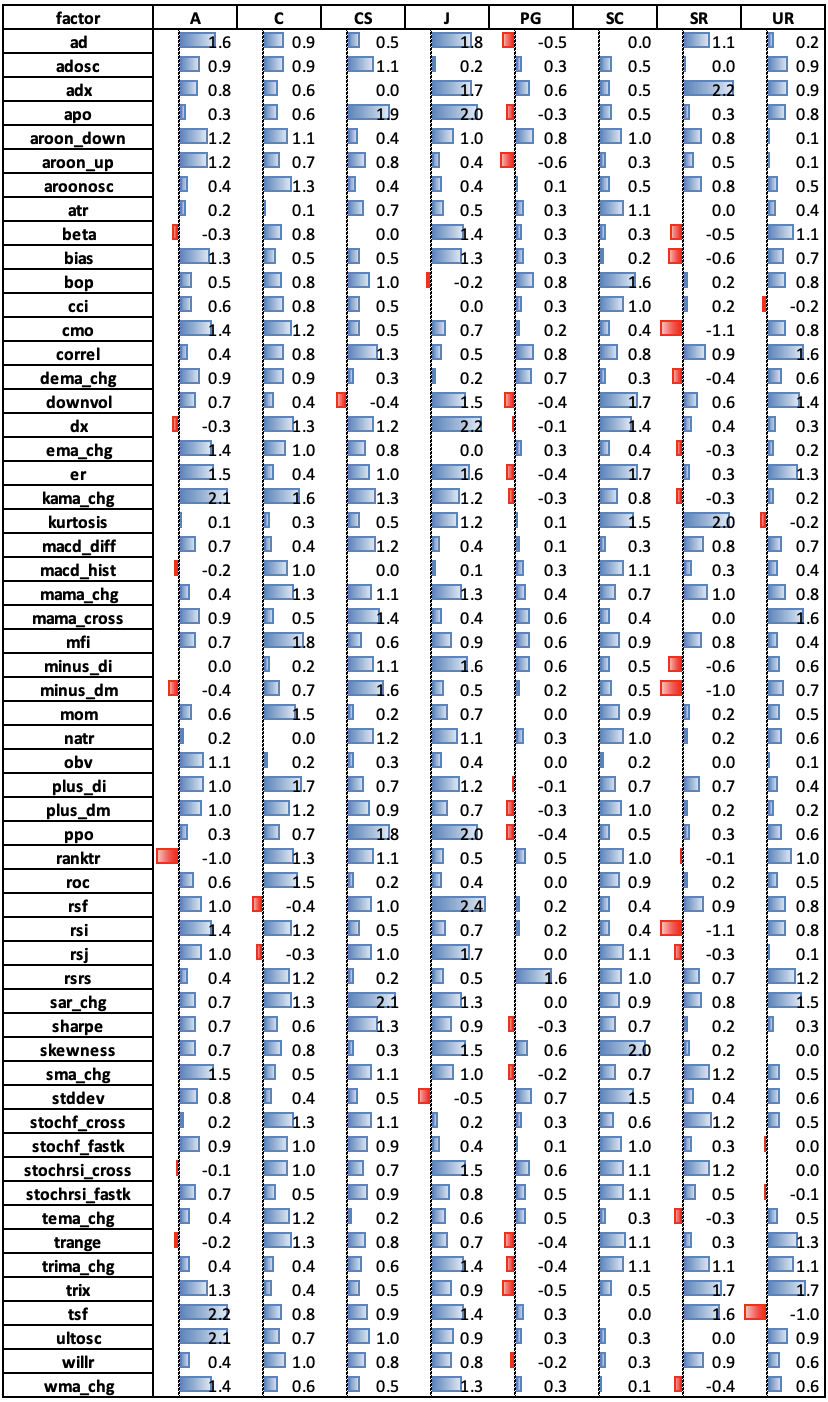 factor A C CS J PG SC SR UR
ad 1.6 0.9 0.5 1.8 -0.5 0.0 1.1 0.2
adosc 0.9 0.9 1.1 0.2 0.3 0.5 0.0 0.9
adx 0.8 0.6 0.0 1.7 0.6 0.5 2.2 0.9
apo 0.3 0.6 1.9 2.0 -0.3 0.5 0.3 0.8
aroon_down 1.2 1.1 0.4 1.0 0.8 1.0 0.8 0.1
aroon_up 1.2 0.7 0.8 0.4 -0.6 0.3 0.5 0.1
aroonosc 0.4 1.3 0.4 0.4 0.1 0.5 0.8 0.5
atr 0.2 0.1 0.7 0.5 0.3 1.1 0.0 0.4
beta -0.3 0.8 0.0 1.4 0.3 0.3 -0.5 1.1
bias 1.3 0.5 0.5 1.3 0.3 0.2 -0.6 0.7
bop 0.5 0.8 1.0 -0.2 0.8 1.6 0.2 0.8
cci 0.6 0.8 0.5 0.0 0.3 1.0 0.2 -0.2
cmo 1.4 1.2 0.5 0.7 0.2 0.4 -1.1 0.8
correl 0.4 0.8 1.3 0.5 0.8 0.8 0.9 1.6
dema_chg 0.9 0.9 0.3 0.2 0.7 0.3 -0.4 0.6
downvol 0.7 0.4 -0.4 1.5 -0.4 1.7 0.6 1.4
dx -0.3 1.3 1.2 2.2 -0.1 1.4 0.4 0.3
ema_chg 1.4 1.0 0.8 0.0 0.3 0.4 -0.3 0.2
er 1.5 0.4 1.0 1.6 -0.4 1.7 0.3 1.3
kama_chg 2.1 1.6 1.3 1.2 -0.3 0.8 -0.3 0.2
kurtosis 0.1 0.3 0.5 1.2 0.1 1.5 2.0 -0.2
macd_diff 0.7 0.4 1.2 0.4 0.1 0.3 0.8 0.7
macd_hist -0.2 1.0 0.0 0.1 0.3 1.1 0.3 0.4
mama_chg 0.4 1.3 1.1 1.3 0.4 0.7 1.0 0.8
mama_cross 0.9 0.5 1.4 0.4 0.6 0.4 0.0 1.6
mfi 0.7 1.8 0.6 0.9 0.6 0.9 0.8 0.4
minus_di 0.0 0.2 1.1 1.6 0.6 0.5 -0.6 0.6
minus_dm -0.4 0.7 1.6 0.5 0.2 0.5 -1.0 0.7
mom 0.6 1.5 0.2 0.7 0.0 0.9 0.2 0.5
natr 0.2 0.0 1.2 1.1 0.3 1.0 0.2 0.6
obv 1.1 0.2 0.3 0.4 0.0 0.2 0.0 0.1
plus_di 1.0 1.7 0.7 1.2 -0.1 0.7 0.7 0.4
plus_dm 1.0 1.2 0.9 0.7 -0.3 1.0 0.2 0.2
ppo 0.3 0.7 1.8 2.0 -0.4 0.5 0.3 0.6
ranktr -1.0 1.3 1.1 0.5 0.5 1.0 -0.1 1.0
roc 0.6 1.5 0.2 0.4 0.0 0.9 0.2 0.5
rsf 1.0 -0.4 1.0 2.4 0.2 0.4 0.9 0.8
rsi 1.4 1.2 0.5 0.7 0.2 0.4 -1.1 0.8
rsj 1.0 -0.3 1.0 1.7 0.0 1.1 -0.3 0.1
rsrs 0.4 1.2 0.2 0.5 1.6 1.0 0.7 1.2
sar_chg 0.7 1.3 2.1 1.3 0.0 0.9 0.8 1.5
sharpe 0.7 0.6 1.3 0.9 -0.3 0.7 0.2 0.3
skewness 0.7 0.8 0.3 1.5 0.6 2.0 0.2 0.0
sma_chg 1.5 0.5 1.1 1.0 -0.2 0.7 1.2 0.5
stddev 0.8 0.4 0.5 -0.5 0.7 1.5 0.4 0.6
stochf_cross 0.2 1.3 1.1 0.2 0.3 0.6 1.2 0.5
stochf_fastk 0.9 1.0 0.9 0.4 0.1 1.0 0.3 0.0
stochrsi_cross -0.1 1.0 0.7 1.5 0.6 1.1 1.2 0.0
stochrsi_fastk 0.7 0.5 0.9 0.8 0.5 1.1 0.5 -0.1
tema_chg 0.4 1.2 0.2 0.6 0.5 0.3 -0.3 0.5
trange -0.2 1.3 0.8 0.7 -0.4 1.1 0.3 1.3
trima_chg 0.4 0.4 0.6 1.4 -0.4 1.1 1.1 1.1
trix 1.3 0.4 0.5 0.9 -0.5 0.5 1.7 1.7
tsf 2.2 0.8 0.9 1.4 0.3 0.0 1.6 -1.0
ultosc 2.1 0.7 1.0 0.9 0.3 0.3 0.0 0.9
willr 0.4 1.0 0.8 0.8 -0.2 0.3 0.9 0.6
wma_chg 1.4 0.6 0.5 1.3 0.3 0.1 -0.4 0.6